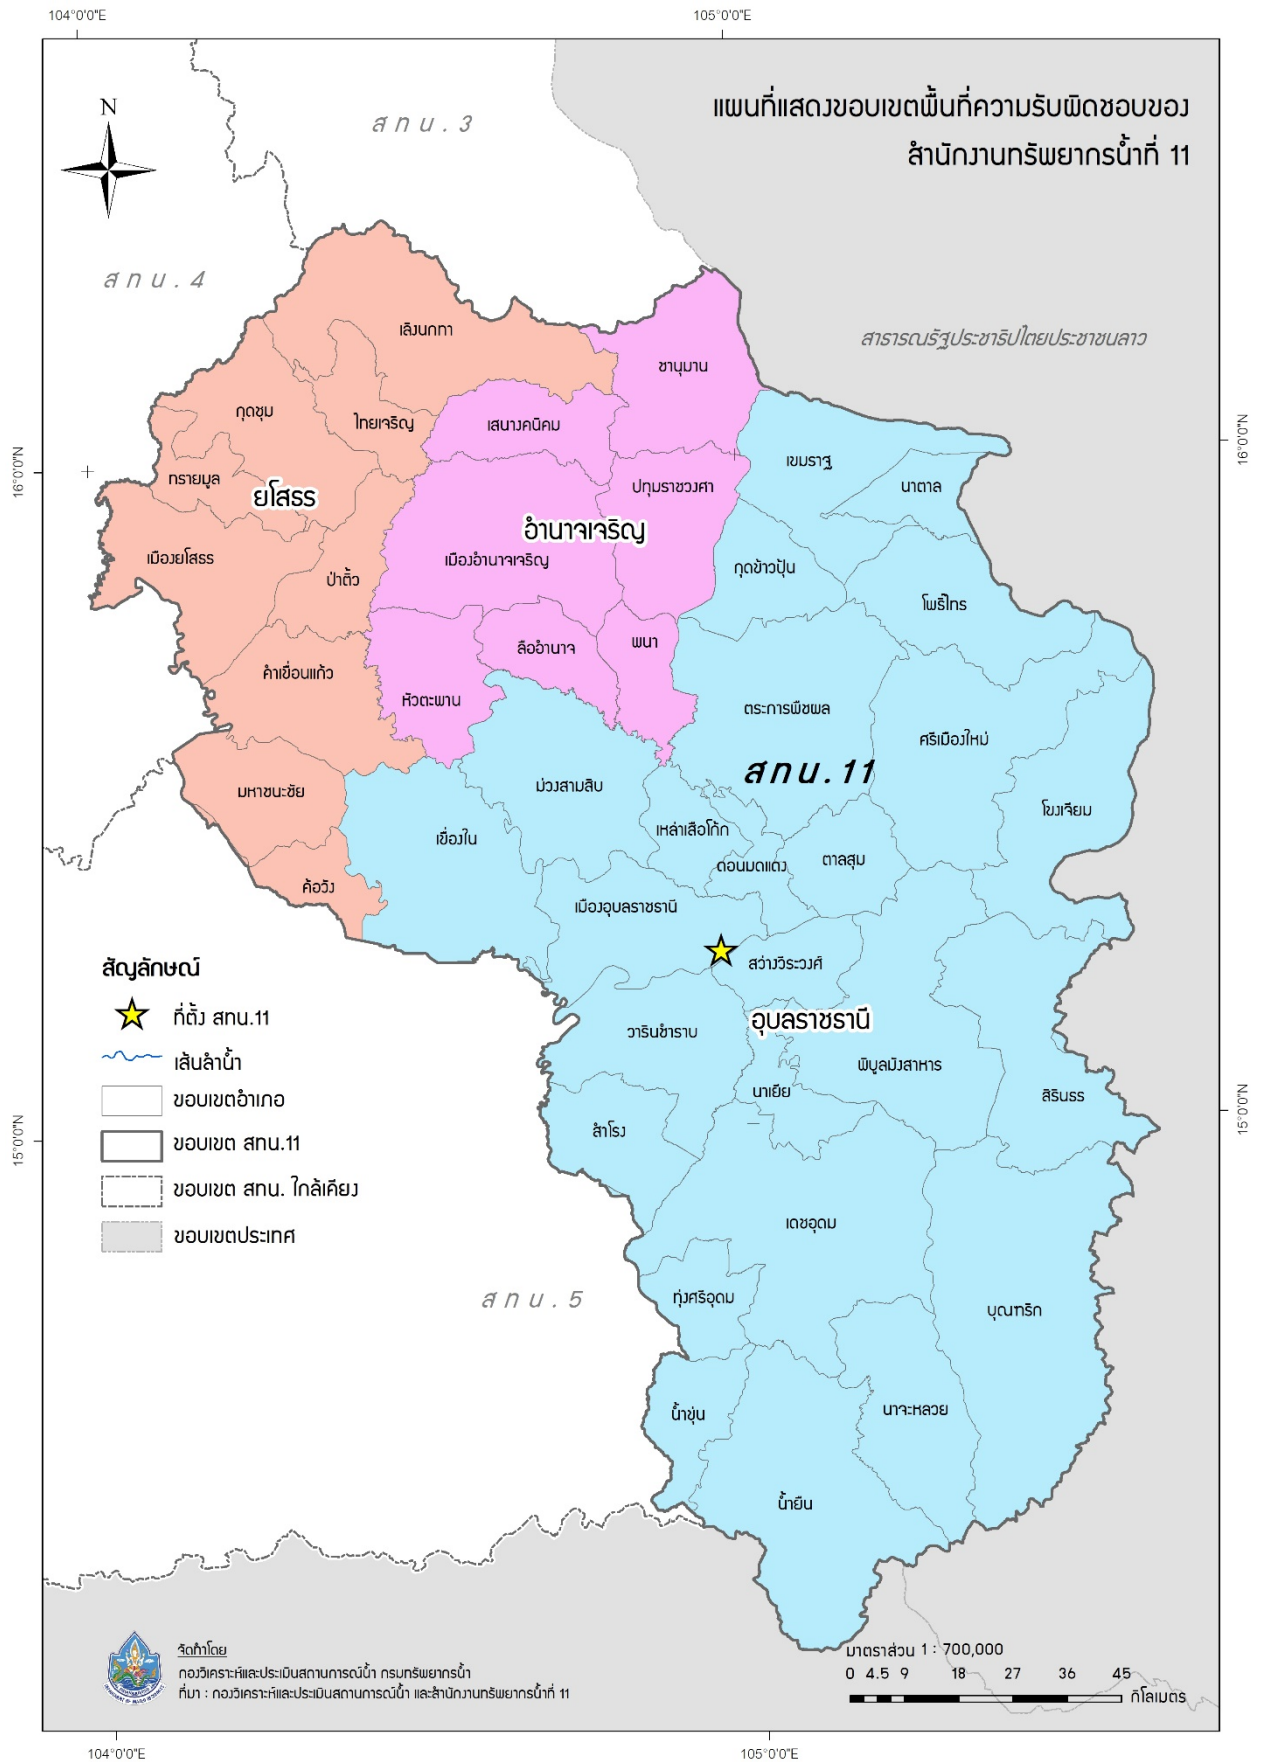 104°0'0"E
105°0'0"E
N
แผนที่แสดงขอบเขตพื้นที่ความรับผิดชอบของ
สำนักงานทรัพยากรน้ำที่ 11
สทน.3
สทน.4
สาธารณรัฐประชาธิปไตยประชาชนลาว
16°0'0"N
16°0'0"N
เลิงนกทา
ชานุมาน
กุดชุม
ไทยเจริญ
เสนางคนิคม
เขมราฐ
ทรายมูล
ยโสธร
ปทุมราชวงศา
นาตาล
อำนาจเจริญ
เมืองยโสธร
ป่าติ้ว
เมืองอำนาจเจริญ
กุดข้าวปุ้น
โพธิ์ไทร
คำเขื่อนแก้ว
ลืออำนาจ
พนา
หัวตะพาน
ตระการพืชผล
ศรีเมืองใหม่
สทน.11
มหาชนะชัย
ม่วงสามสิบ
โขงเจียม
เขื่องใน
เหล่าเสือโก้ก
ดอนมดแดง
ตาลสุม
ค้อวัง
เมืองอุบลราชธานี
สว่างวีระวงศ์
อุบลราชธานี
วารินชำราบ
พิบูลมังสาหาร
นาเยีย
สิรินธร
สำโรง
เดชอุดม
ทุ่งศรีอุดม
บุณฑริก
น้ำขุ่น
นาจะหลวย
น้ำยืน
สทน.5
15°0'0"N
15°0'0"N
สัญลักษณ์
ที่ตั้ง สทน.11
เส้นลำน้ำ
ขอบเขตอำเภอ
ขอบเขต สทน.11
ขอบเขต สทน. ใกล้เคียง
ขอบเขตประเทศ
จัดทำโดย
กองวิเคราะห์และประเมินสถานการณ์น้ำ กรมทรัพยากรน้ำ
ที่มา : กองวิเคราะห์และประเมินสถานการณ์น้ำ และสำนักงานทรัพยากรน้ำที่ 11
มาตราส่วน 1 : 700,000
0 4.5 9 18 27 36 45
กิโลเมตร
104°0'0"E
105°0'0"E